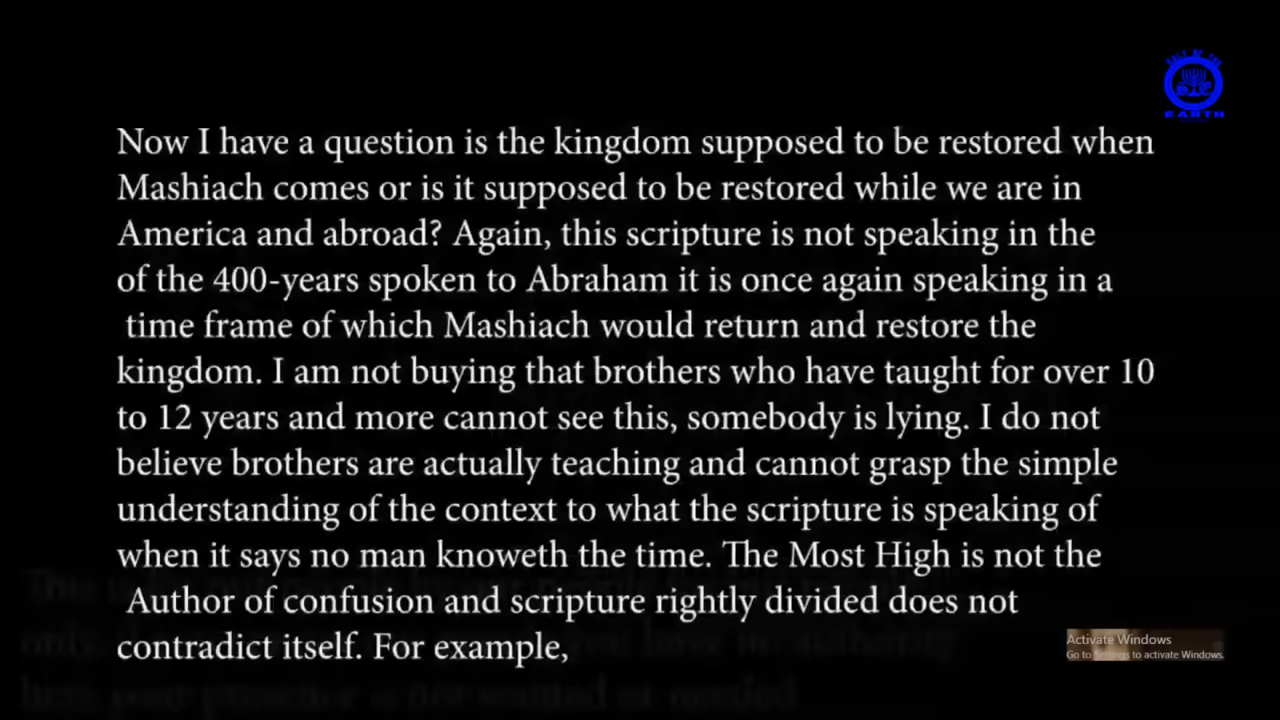 Now I have a question is the kingdom supposed to be restored when
Mashiach comes or is it supposed to be restored while we are in
America and abroad? Again, this scripture is not speaking in the
of the 400-years spoken to Abraham it is once again speaking in a
time frame of which Mashiach would return and restore the
kingdom. I am not buying that brothers who have taught for over 10
to 12 years and more cannot see this, somebody is lying. I do not
believe brothers are actually teaching and cannot grasp the simple
understanding of the context to what the scripture is speaking of
when it says no man knoweth the time. The Most High is not the
Author of confusion and scripture rightly divided does not
contradict itself. For example,
EARTH
Activate Windows
Go to Settings to activate Windows.